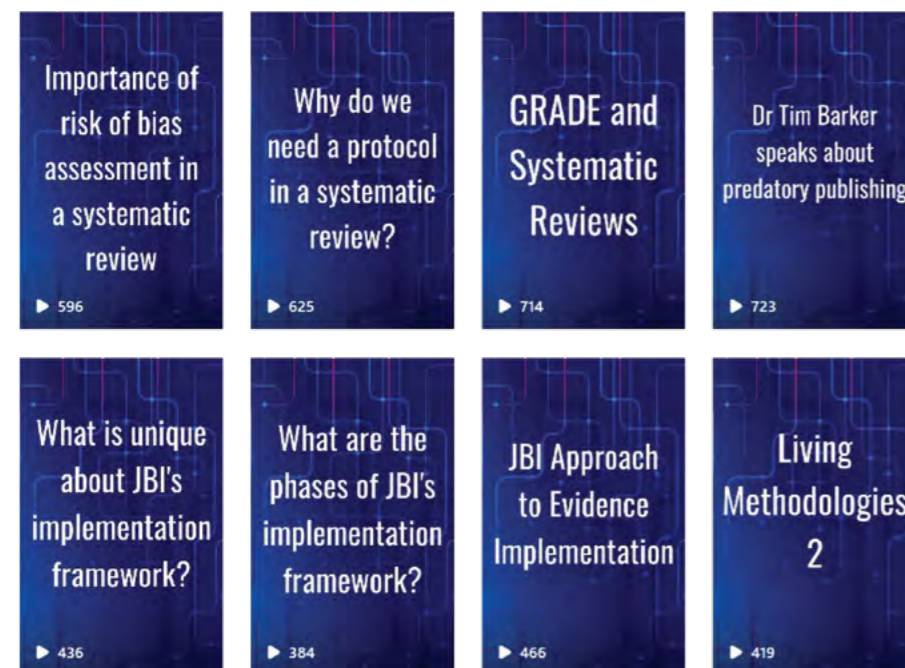 Importance of
risk of bias
assessment in
a systematic
review
596
Why do we
need a protocol
in a systematic
review?
625
GRADE and
Systematic
Reviews
714
Dr Tim Barker
speaks about
predatory publishing
723
What is unique
about JBI's
implementation
framework?
436
What are the
phases of JBI's
implementation
framework?
384
JBI Approach
to Evidence
Implementation
466
Living
Methodologies
2
419